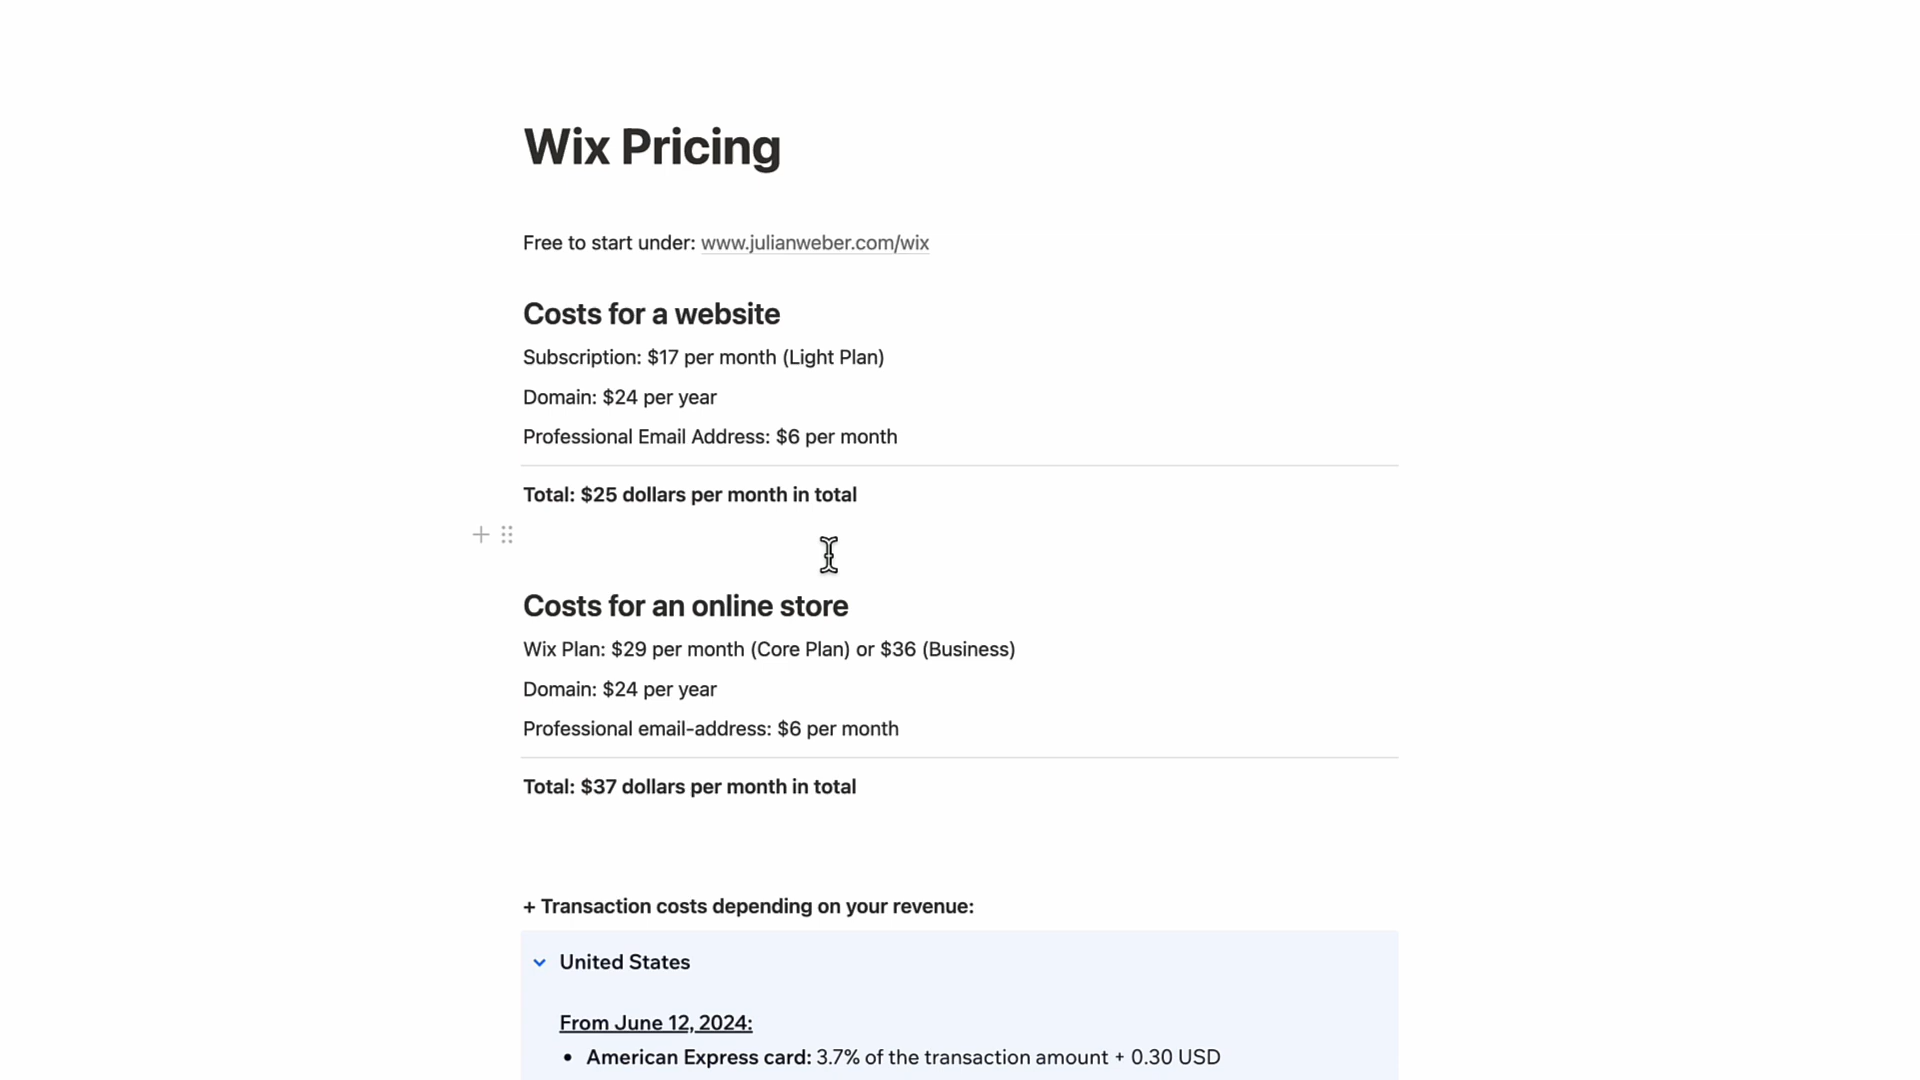 Wix Pricing
Free to start under: www.julianweber.com/wix
Costs for a website
Subscription: $17 per month (Light Plan)
Domain: $24 per year
Professional Email Address: $6 per month
Total: $25 dollars per month in total
Costs for an online store
Wix Plan: $29 per month (Core Plan) or $36 (Business)
Domain: $24 per year
Professional email-address: $6 per month
Total: $37 dollars per month in total
+ Transaction costs depending on your revenue:
United States
From June 12, 2024:
• American Express card: 3.7% of the transaction amount + 0.30 USD